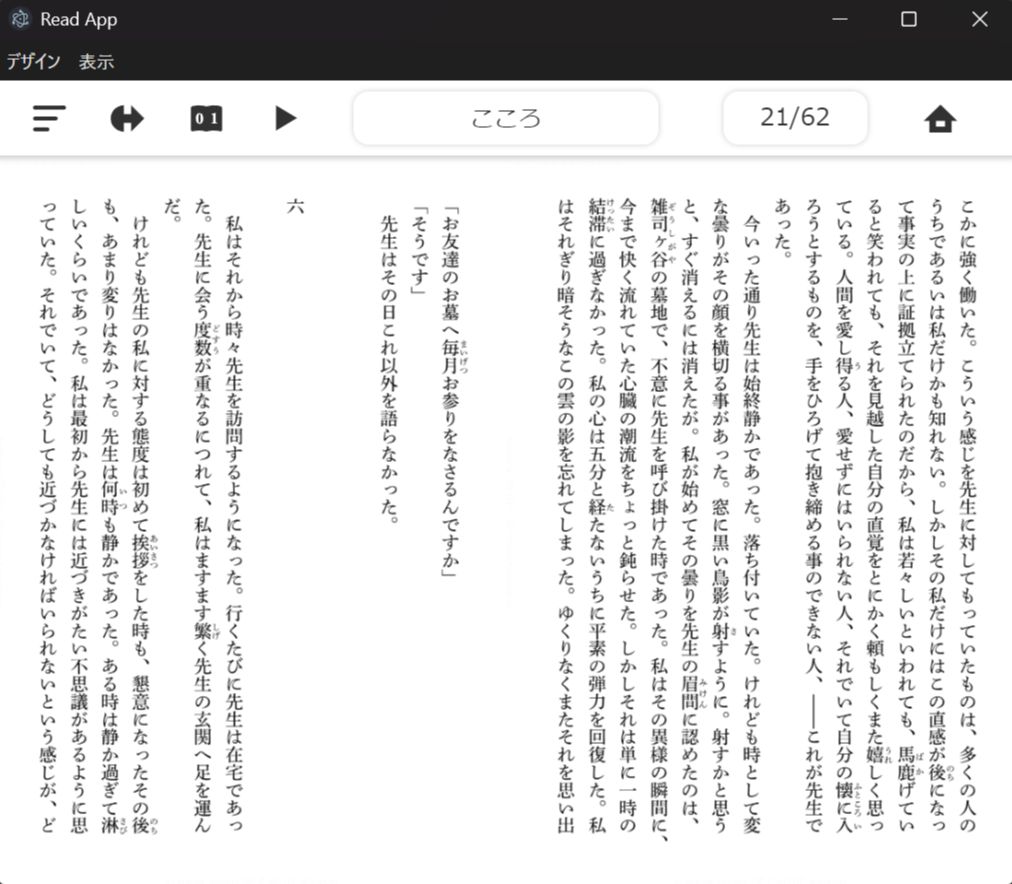 Read App
デザイン 表示
0 1
こころ
21/62
こかに強く働いた。こういう感じを先生に対してもっていたものは、多くの人の
うちであるいは私だけかも知れない。しかしその私だけにはこの直感が後になっ
て事実の上に証拠立てられたのだから、私は若々しいといわれても、馬鹿げてい
ると笑われても、それを見越した自分の直覚をとにかく頼もしくまた嬉しく思っ
ている。人間を愛し得る人、愛せずにはいられない人、それでいて自分の懐に入
ろうとするものを、手をひろげて抱き締める事のできない人、――これが先生で
あった。
　今いった通り先生は始終静かであった。落ち付いていた。けれども時として変
な曇りがその顔を横切る事があった。窓に黒い鳥影が射すように。射すかと思う
と、すぐ消えるには消えたが。私が始めてその曇りを先生の眉間に認めたのは、
雑司ヶ谷の墓地で、不意に先生を呼び掛けた時であった。私はその異様の瞬間に、
今まで快く流れていた心臓の潮流をちょっと鈍らせた。しかしそれは単に一時の
結滞に過ぎなかった。私の心は五分と経たないうちに平素の弾力を回復した。私
はそれぎり暗そうなこの雲の影を忘れてしまった。ゆくりなくまたそれを思い出
「お友達のお墓へ毎月お参りをなさるんですか」
「そうです」
　先生はその日これ以外を語らなかった。
六
　私はそれから時々先生を訪問するようになった。行くたびに先生は在宅であっ
た。先生に会う度数が重なるにつれて、私はますます繁く先生の玄関へ足を運ん
だ。
　けれども先生の私に対する態度は初めて挨拶をした時も、懇意になったその後
も、あまり変りはなかった。先生は何時も静かであった。ある時は静か過ぎて淋
しいくらいであった。私は最初から先生には近づきがたい不思議があるように思
っていた。それでいて、どうしても近づかなければいられないという感じが、ど